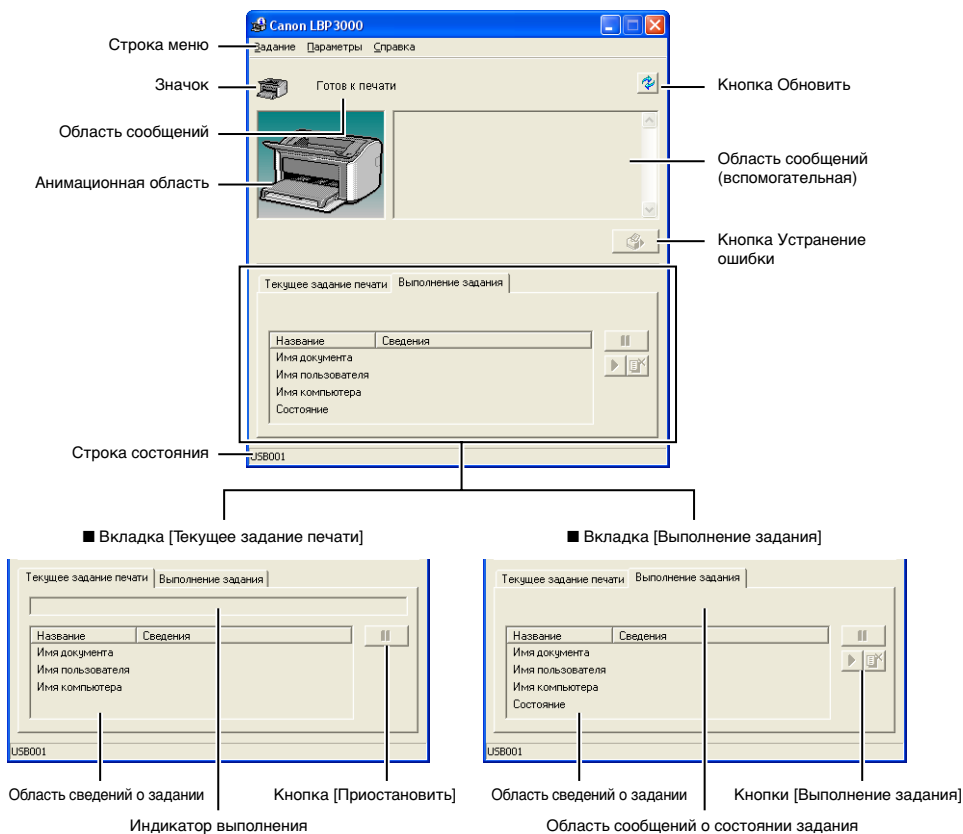 Canon LBP3000
Строка меню
Задание Параметры Справка
Значок
Готов к печати
Кнопка Обновить
Область сообщений
Область сообщений
(вспомогательная)
Анимационная область
Кнопка Устранение
ошибки
Текущее задание печати Выполнение задания
Название Сведения
Имя документа
Имя пользователя
Имя компьютера
Состояние
Строка состояния
USB001
■ Вкладка [Текущее задание печати]
■ Вкладка [Выполнение задания]
Текущее задание печати Выполнение задания
Название Сведения
Имя документа
Имя пользователя
Имя компьютера
USB001
Область сведений о задании
Кнопка [Приостановить]
Индикатор выполнения
Текущее задание печати Выполнение задания
Название Сведения
Имя документа
Имя пользователя
Имя компьютера
Состояние
USB001
Область сведений о задании
Кнопки [Выполнение задания]
Область сообщений о состоянии задания